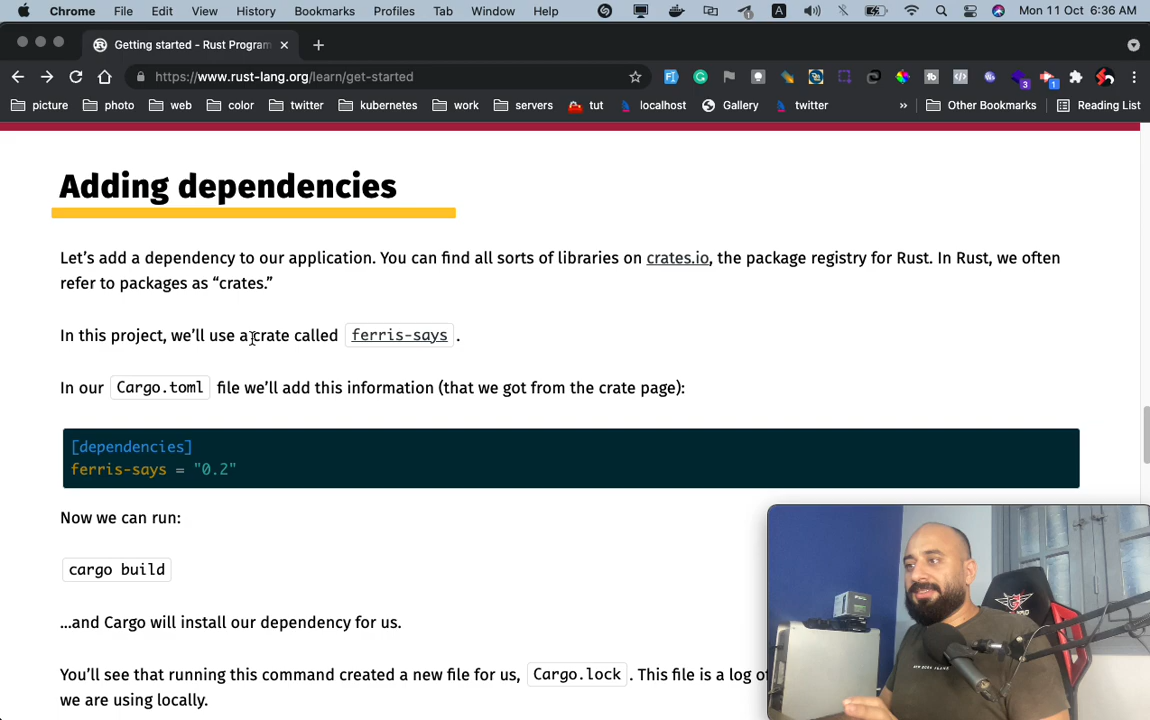 Chrome File Edit View History Bookmarks Profiles Tab Window Help A Mon 11 Oct 6:36 AM
Getting started - Rust Program
https://www.rust-lang.org/learn/get-started
3 1
picture photo web color twitter kubernetes work servers tut localhost Gallery twitter » Other Bookmarks Reading List
Adding dependencies
Let's add a dependency to our application. You can find all sorts of libraries on crates.io, the package registry for Rust. In Rust, we often
refer to packages as “crates.”
In this project, we'll use a crate called ferris-says .
In our Cargo.toml file we'll add this information (that we got from the crate page):
[dependencies]
ferris-says = "0.2"
Now we can run:
cargo build
...and Cargo will install our dependency for us.
You'll see that running this command created a new file for us, Cargo.lock . This file is a log of
we are using locally.